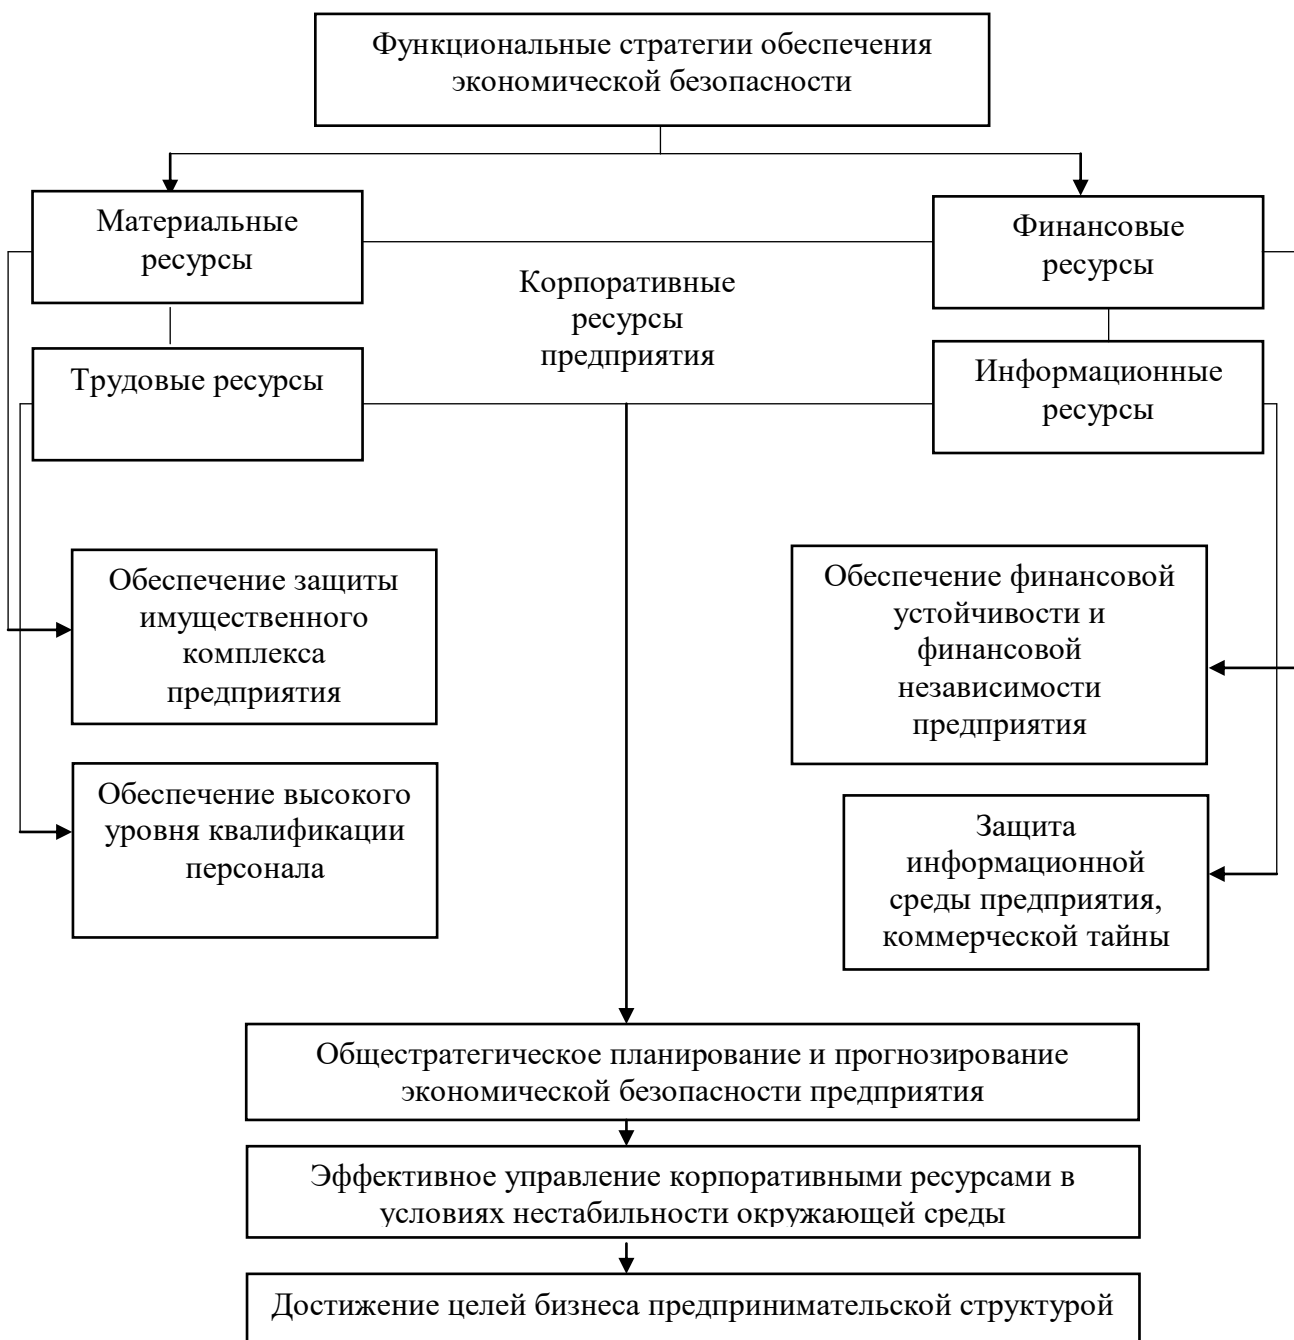 Функциональные стратегии обеспечения
экономической безопасности
Материальные
ресурсы
Финансовые
ресурсы
Корпоративные
ресурсы
предприятия
Трудовые ресурсы
Информационные
ресурсы
Обеспечение защиты
имущественного
комплекса
предприятия
Обеспечение финансовой
устойчивости и
финансовой
независимости
предприятия
Обеспечение высокого
уровня квалификации
персонала
Защита
информационной
среды предприятия,
коммерческой тайны
Общестратегическое планирование и прогнозирование
экономической безопасности предприятия
Эффективное управление корпоративными ресурсами в
условиях нестабильности окружающей среды
Достижение целей бизнеса предпринимательской структурой